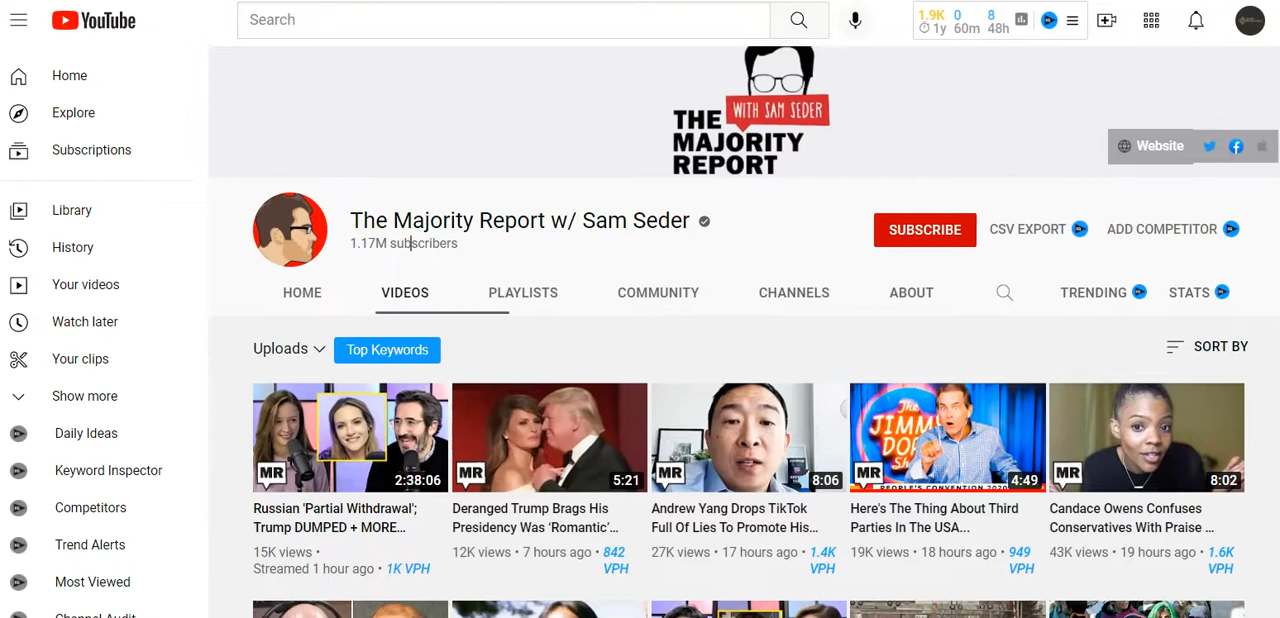 YouTube
Search
1.9K 0 8
1y 60m 48h
Home
Explore
Subscriptions
Library
History
Your videos
Watch later
Your clips
Show more
Daily Ideas
Keyword Inspector
Competitors
Trend Alerts
Most Viewed
Channel Audit
WITH SAM SEDER
THE
MAJORITY
REPORT
Website
The Majority Report w/ Sam Seder
1.17M subscribers
SUBSCRIBE
CSV EXPORT
ADD COMPETITOR
HOME
VIDEOS
PLAYLISTS
COMMUNITY
CHANNELS
ABOUT
TRENDING
STATS
Uploads
Top Keywords
SORT BY
MR
2:38:06
Russian 'Partial Withdrawal';
Trump DUMPED + MORE...
15K views •
Streamed 1 hour ago • 1K VPH
MR
5:21
Deranged Trump Brags His
Presidency Was ‘Romantic’...
12K views • 7 hours ago • 842
VPH
MR
8:06
Andrew Yang Drops TikTok
Full Of Lies To Promote His...
27K views • 17 hours ago • 1.4K
VPH
THE
JIMMY
DORE
MR
4:49
Here's The Thing About Third
Parties In The USA...
19K views • 18 hours ago • 949
VPH
MR
8:02
Candace Owens Confuses
Conservatives With Praise ...
43K views • 19 hours ago • 1.6K
VPH